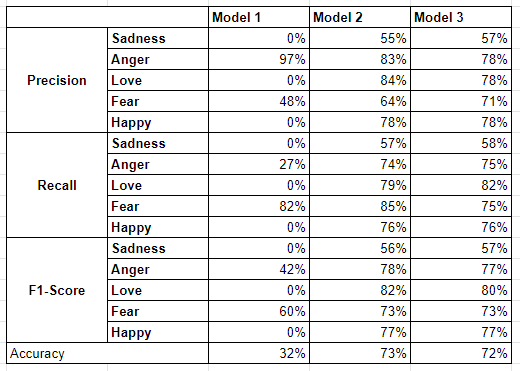 Model 1 Model 2 Model 3
Precision Sadness 0% 55% 57%
Anger 97% 83% 78%
Love 0% 84% 78%
Fear 48% 64% 71%
Happy 0% 78% 78%
Recall Sadness 0% 57% 58%
Anger 27% 74% 75%
Love 0% 79% 82%
Fear 82% 85% 75%
Happy 0% 76% 76%
F1-Score Sadness 0% 56% 57%
Anger 42% 78% 77%
Love 0% 82% 80%
Fear 60% 73% 73%
Happy 0% 77% 77%
Accuracy 32% 73% 72%